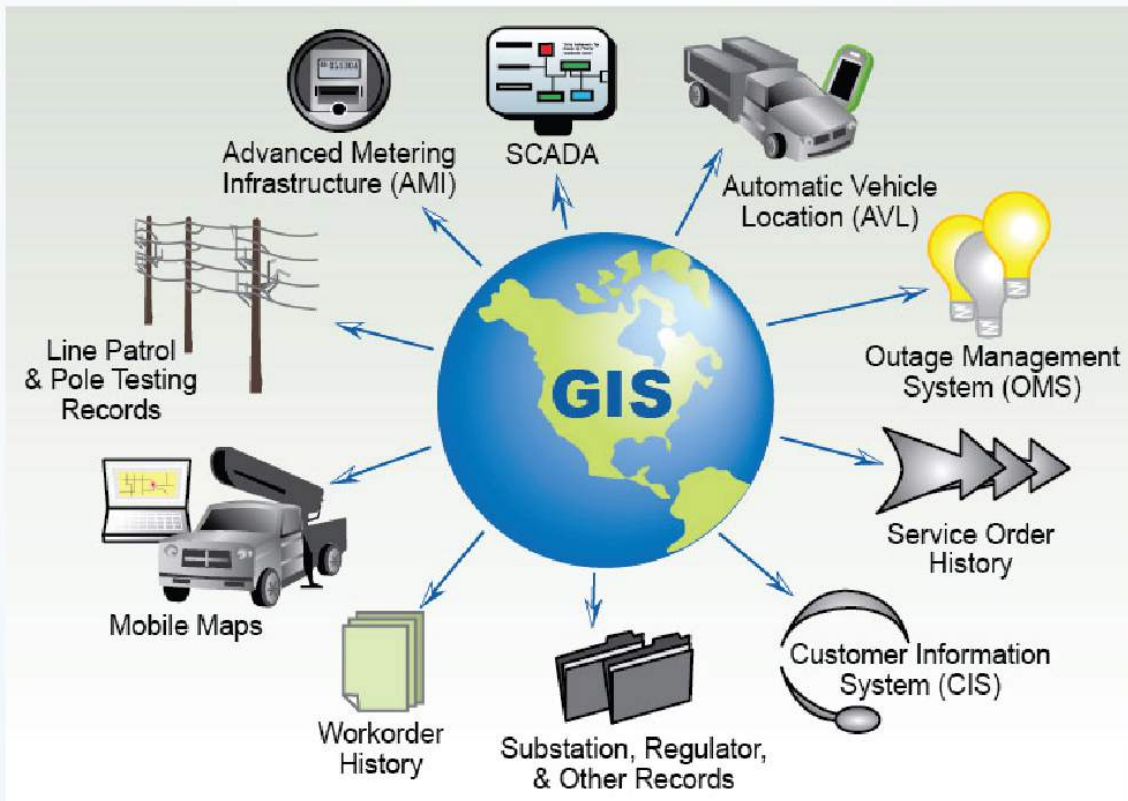 Advanced Metering
Infrastructure (AMI)
SCADA
Automatic Vehicle
Location (AVL)
Line Patrol
& Pole Testing
Records
GIS
Outage Management
System (OMS)
Mobile Maps
Service Order
History
Workorder
History
Substation, Regulator,
& Other Records
Customer Information
System (CIS)